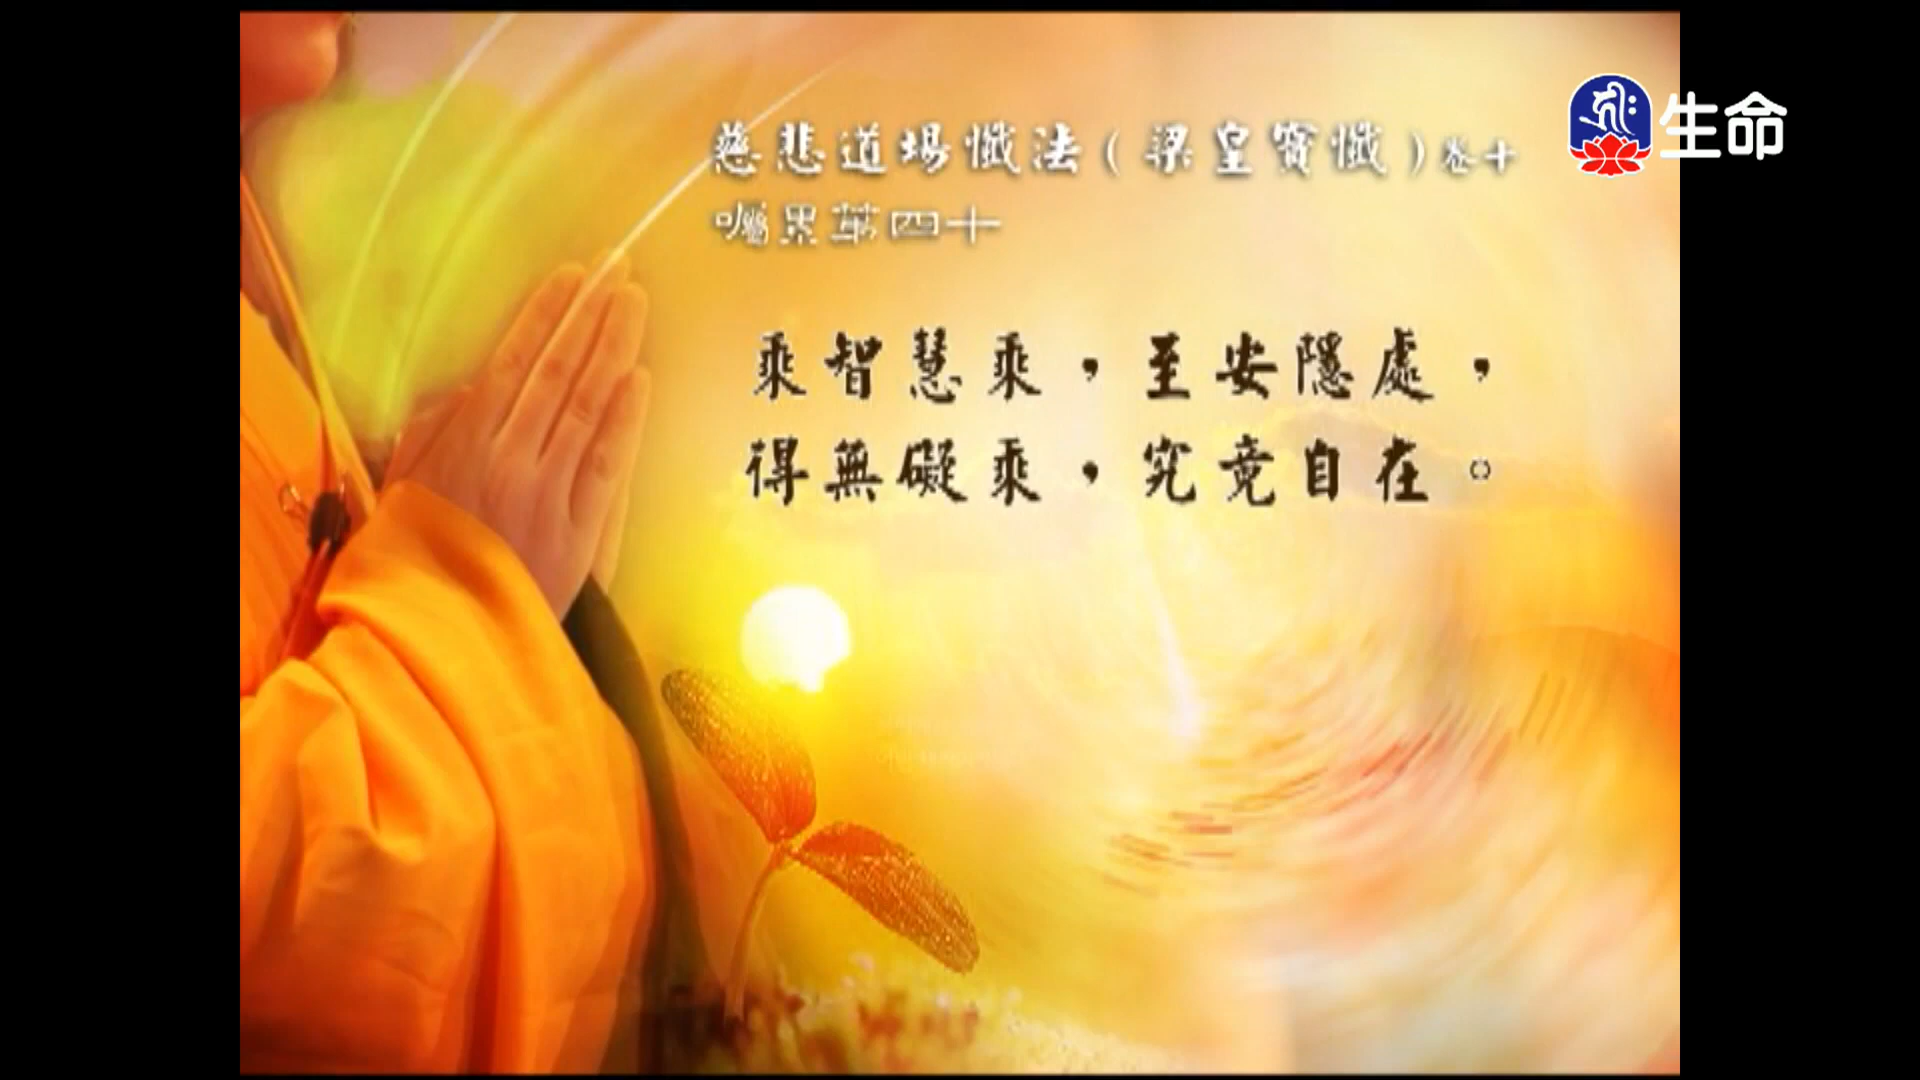 慈悲道場懺法(梁皇寶懺)卷十
囑累第四十
乘智慧乘，至安隱處，
得無礙乘，究竟自在。
生命